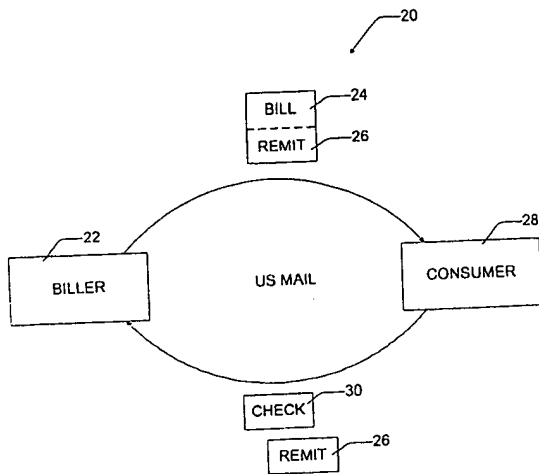 20
BILL
24
REMIT
26
22
BILLER
US MAIL
28
CONSUMER
CHECK
30
REMIT
26